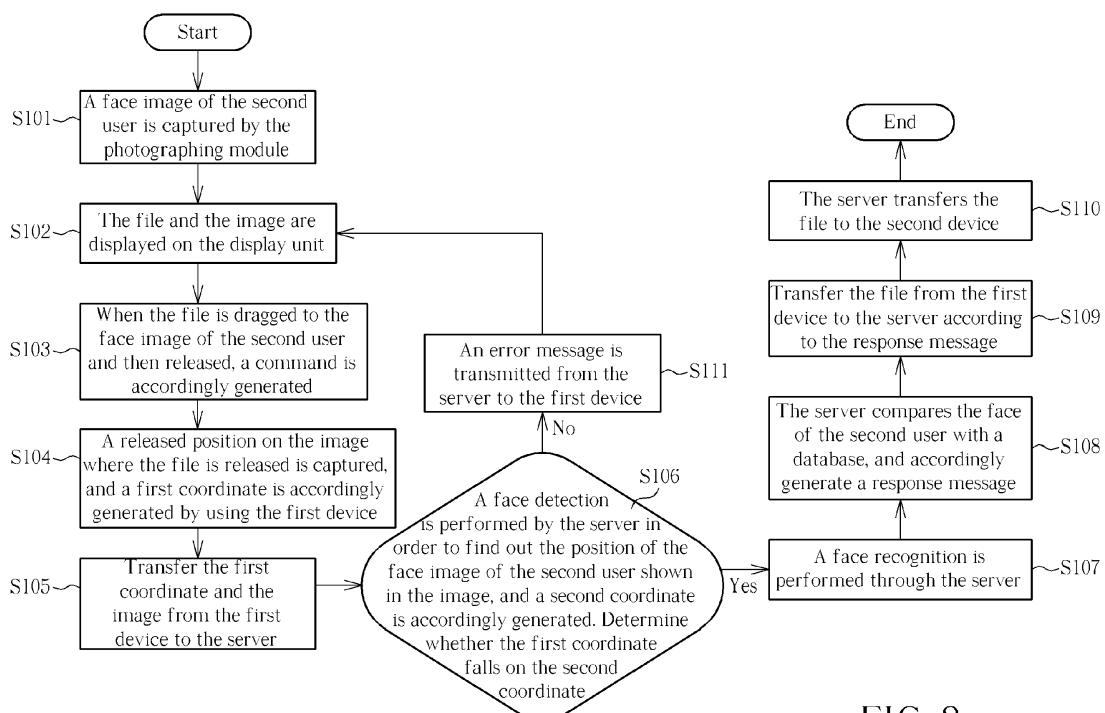 Start
S101
A face image of the second
user is captured by the
photographing module
S102
The file and the image are
displayed on the display unit
S103
When the file is dragged to the
face image of the second user
and then released, a command is
accordingly generated
S104
A released position on the image
where the file is released is captured,
and a first coordinate is accordingly
generated by using the first device
S105
Transfer the first
coordinate and the
image from the first
device to the server
S106
A face detection
is performed by the server in
order to find out the position of the
face image of the second user shown
in the image, and a second coordinate
is accordingly generated. Determine
whether the first coordinate
falls on the second
coordinate
No
An error message is
transmitted from the
server to the first device
S111
Yes
A face recognition is
performed through the server
S107
The server compares the face
of the second user with a
database, and accordingly
generate a response message
S108
Transfer the file from the first
device to the server according
to the response message
S109
The server transfers the
file to the second device
S110
End